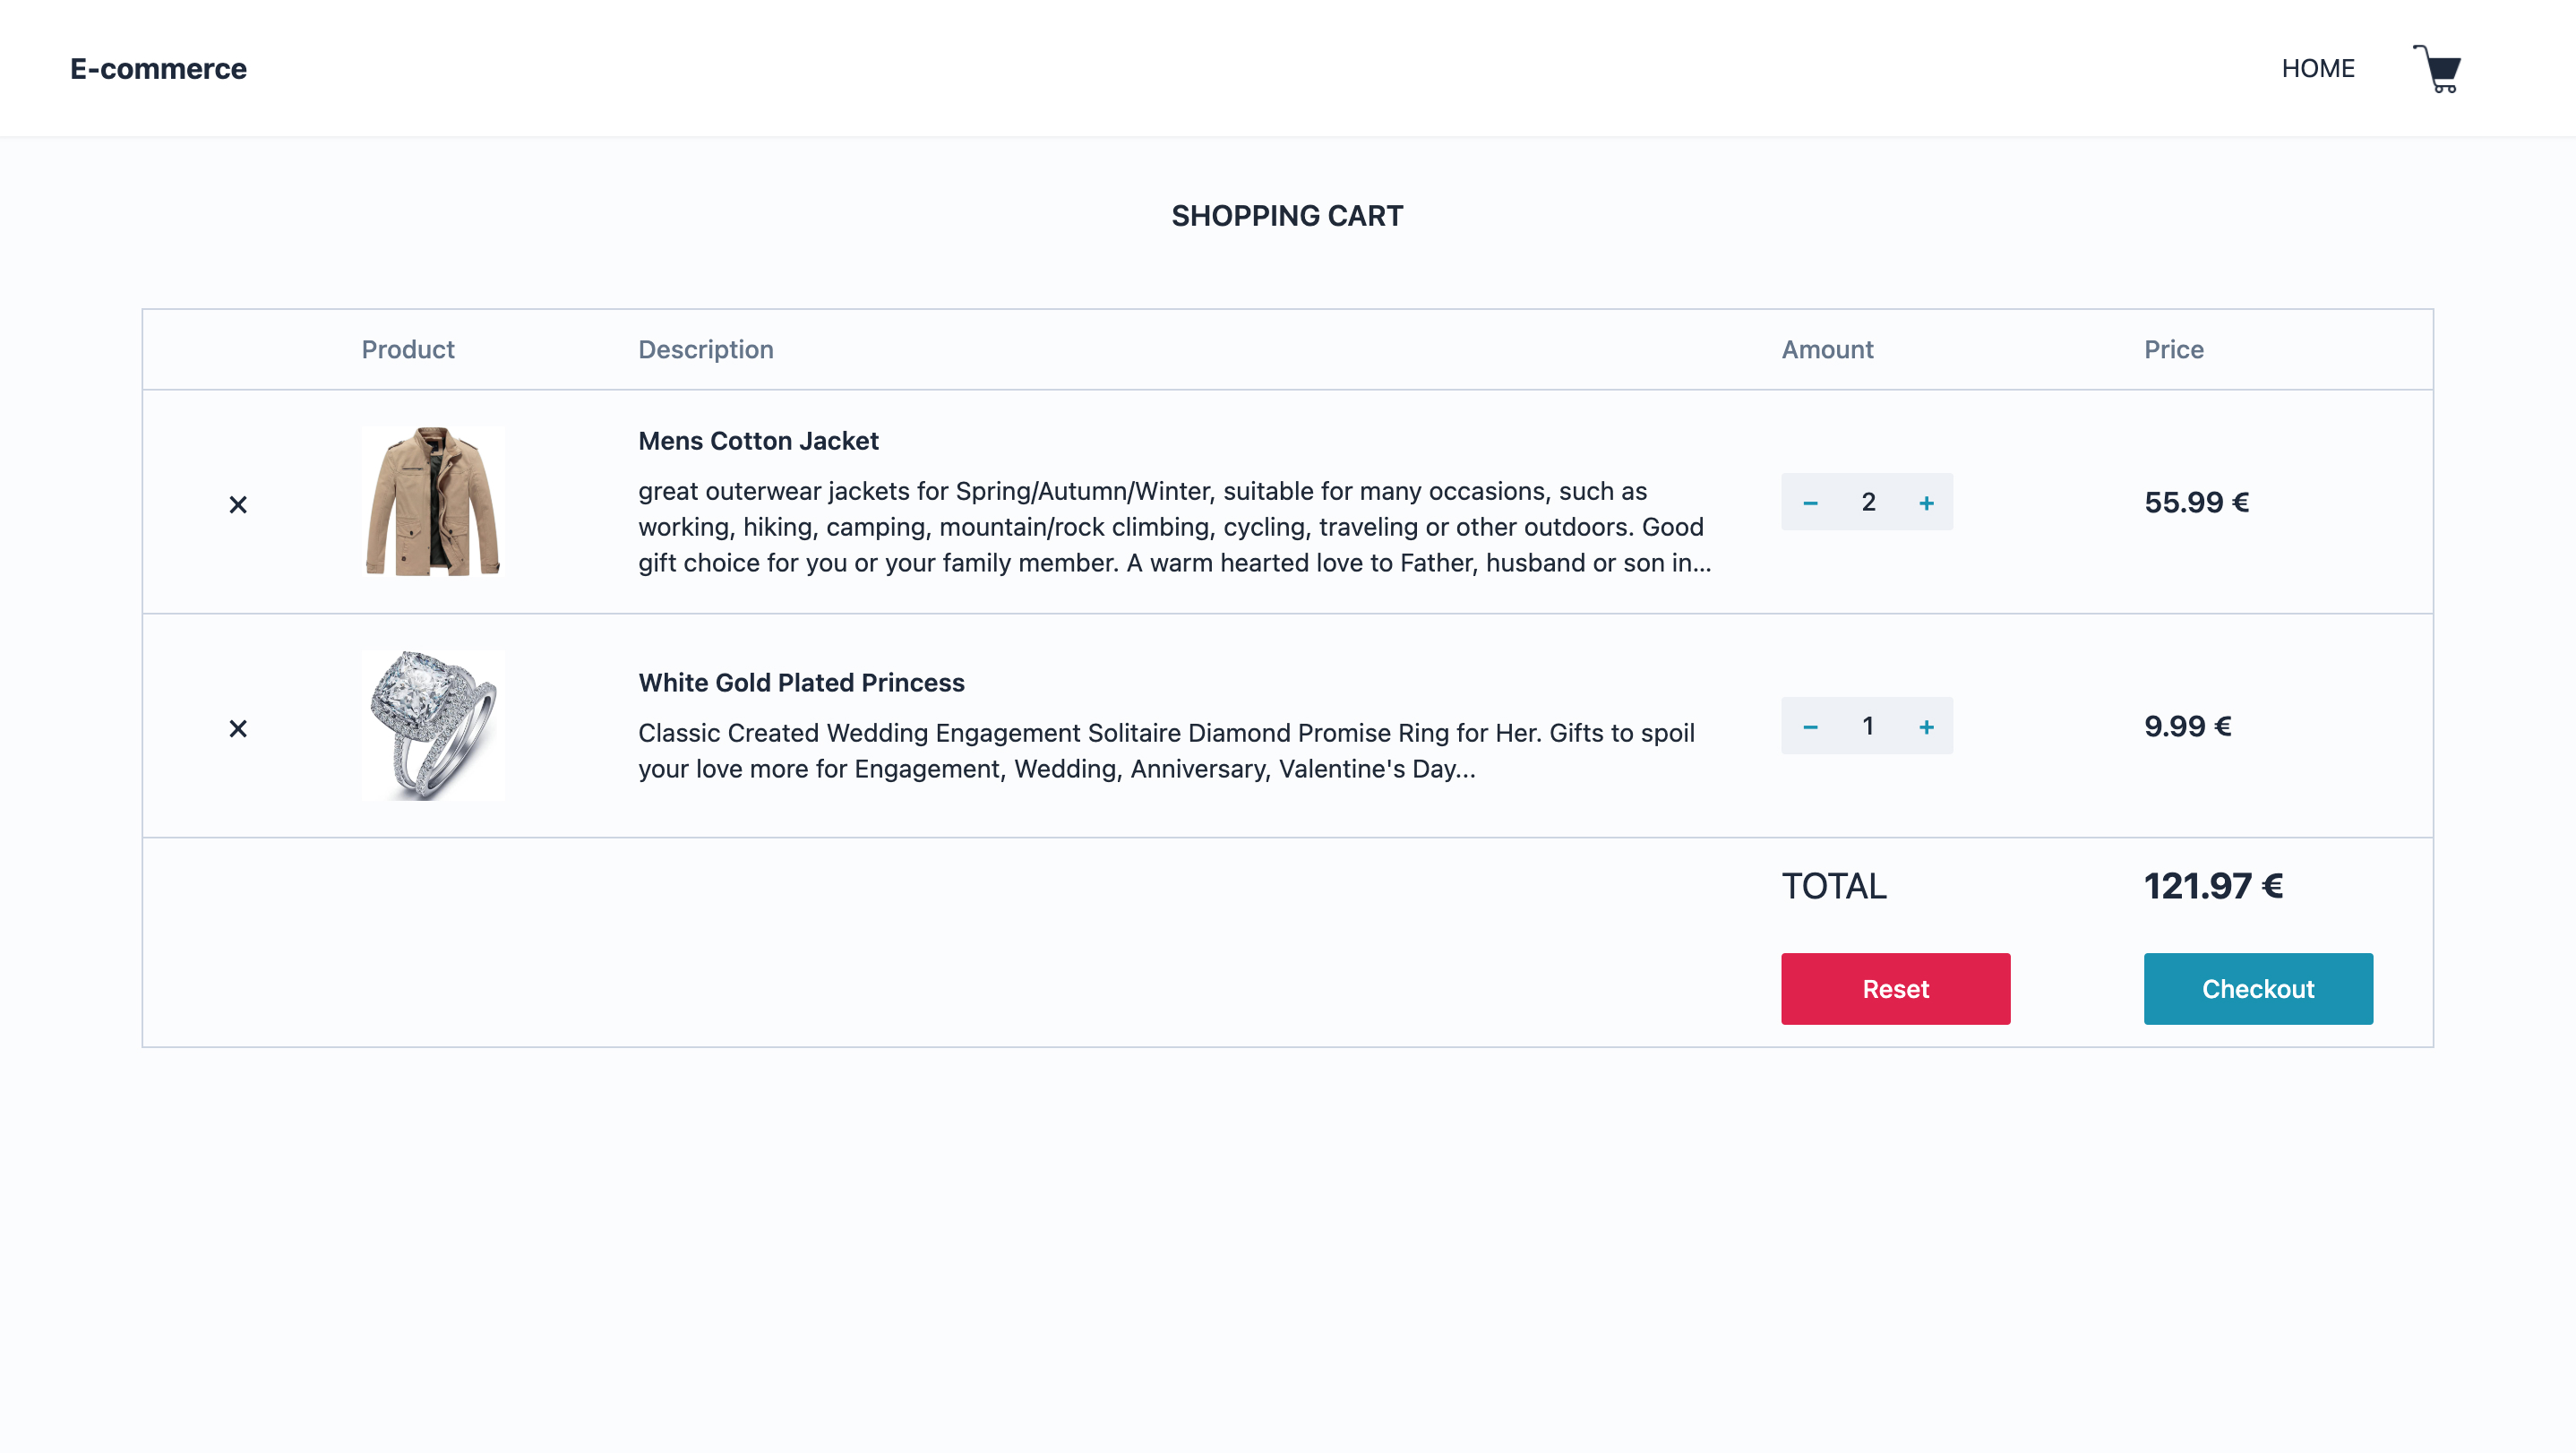 E-commerce
HOME
SHOPPING CART
Product Description Amount Price
Mens Cotton Jacket
great outerwear jackets for Spring/Autumn/Winter, suitable for many occasions, such as
working, hiking, camping, mountain/rock climbing, cycling, traveling or other outdoors. Good
gift choice for you or your family member. A warm hearted love to Father, husband or son in...
× − 2 + 55.99 €
White Gold Plated Princess
Classic Created Wedding Engagement Solitaire Diamond Promise Ring for Her. Gifts to spoil
your love more for Engagement, Wedding, Anniversary, Valentine's Day...
× − 1 + 9.99 €
TOTAL 121.97 €
Reset Checkout